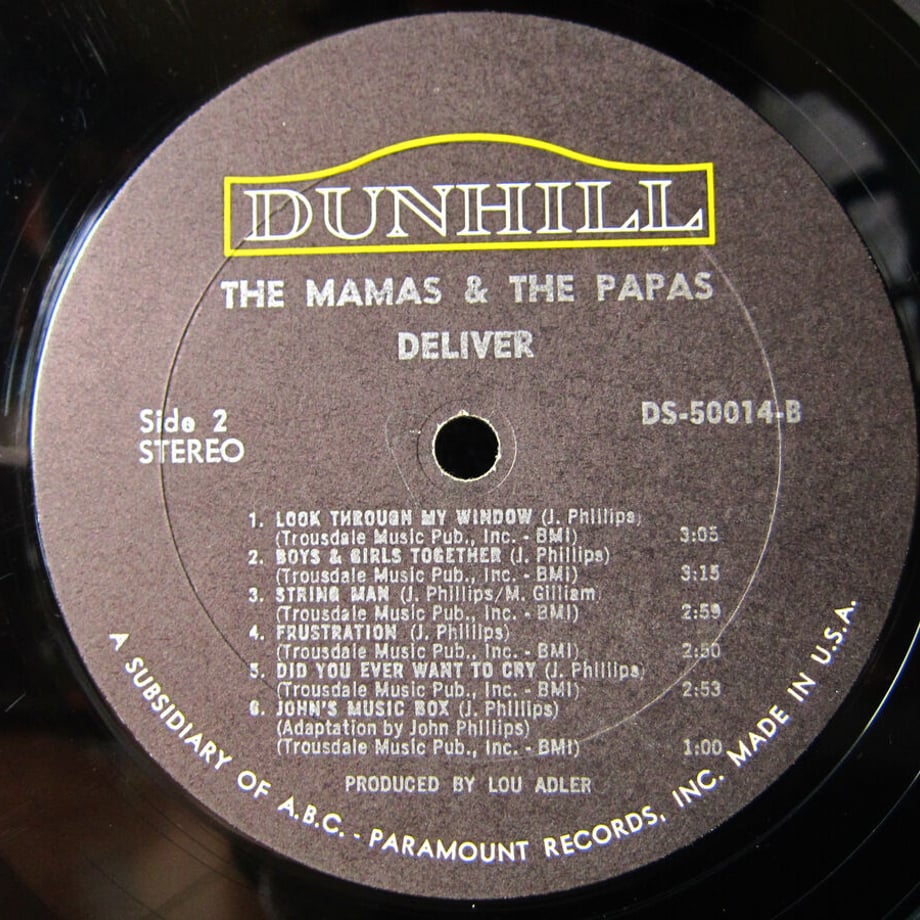 DUNHILL
THE MAMAS & THE PAPAS
DELIVER
Side 2
STEREO
DS-50014-B
1. LOOK THROUGH MY WINDOW (J. Phillips)
(Trousdale Music Pub., Inc. - BMI) 3:05
2. BOYS & GIRLS TOGETHER (J. Phillips)
(Trousdale Music Pub., Inc. - BMI) 3:15
3. STRING MAN (J. Phillips/M. Gilliam)
(Trousdale Music Pub., Inc. - BMI) 2:59
4. FRUSTRATION (J. Phillips)
(Trousdale Music Pub., Inc. - BMI) 2:50
5. DID YOU EVER WANT TO CRY (J. Phillips)
(Trousdale Music Pub., Inc. - BMI) 2:53
6. JOHN'S MUSIC BOX (J. Phillips)
(Adaptation by John Phillips)
(Trousdale Music Pub., Inc. - BMI) 1:00
PRODUCED BY LOU ADLER
A SUBSIDIARY OF A.B.C. - PARAMOUNT RECORDS, INC. MADE IN U.S.A.